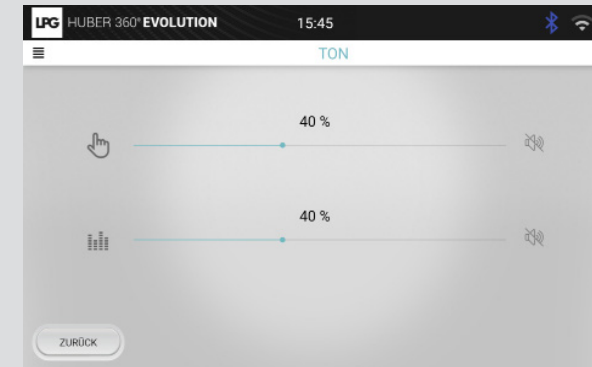 LPG HUBER 360° EVOLUTION 15:45
TON
40 %
40 %
ZURÜCK